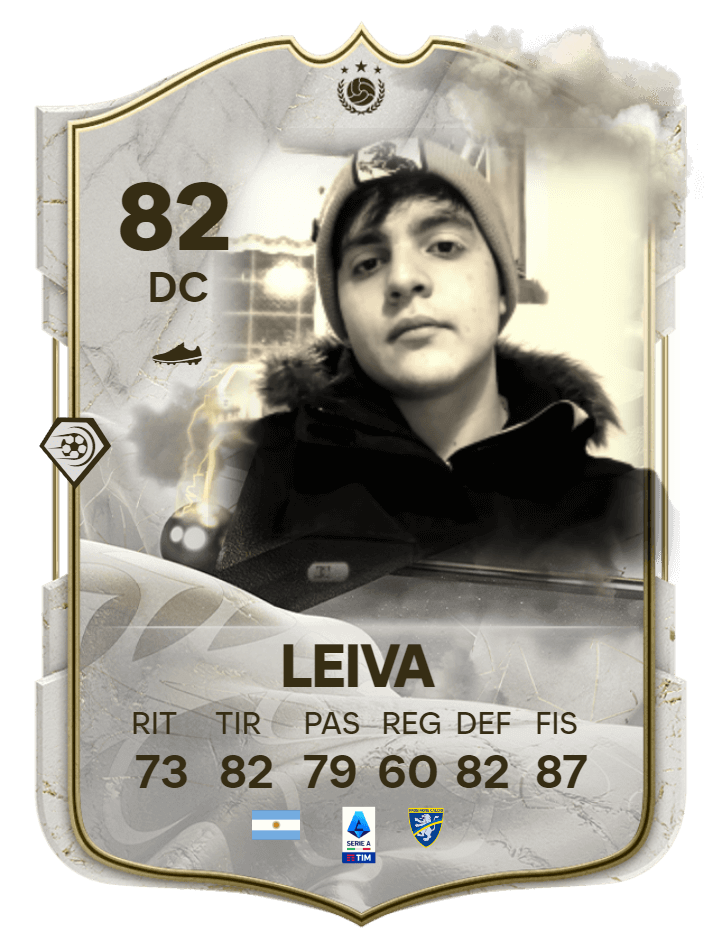 82
DC
LEIVA
RIT TIR PAS REG DEF FIS
73 82 79 60 82 87
SERIE A
TIM